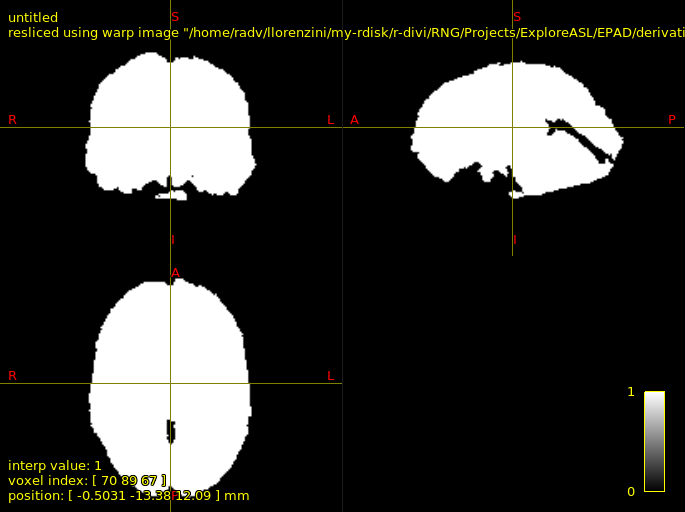 untitled
resliced using warp image "/home/radv/llorenzini/my-rdisk/r-divi/RNG/Projects/ExploreASL/EPAD/derivati
S
S
R
L
A
P
I
I
A
R
L
1
interp value: 1
voxel index: [ 70 89 67 ]
0
position: [ -0.5031 -13.38 12.09 ] mm